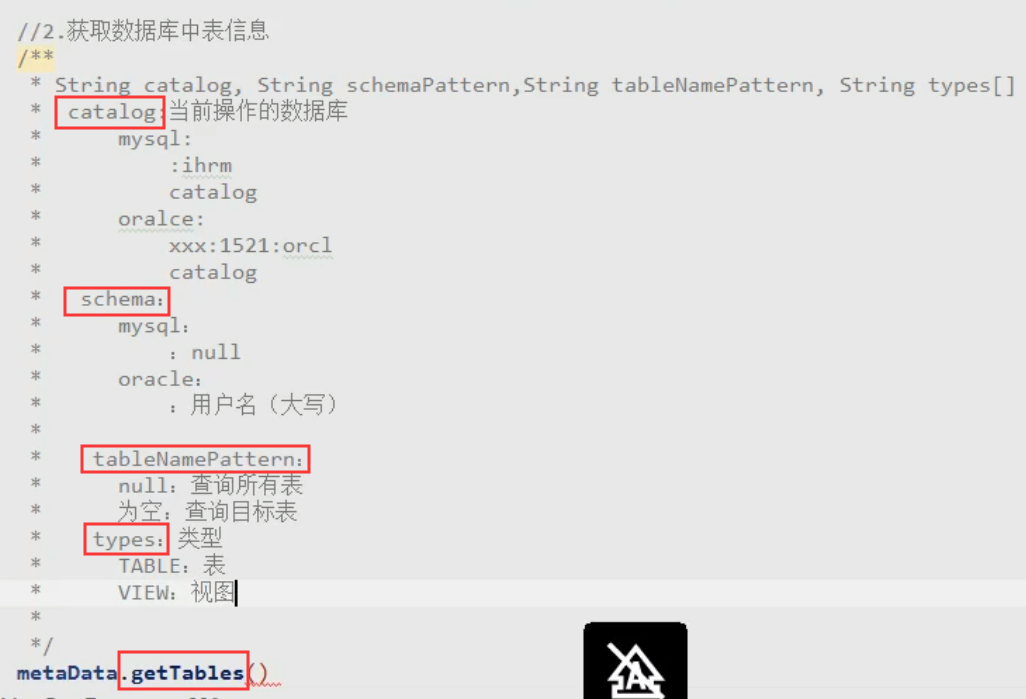 //2.获取数据库中表信息
/**
* String catalog, String schemaPattern,String tableNamePattern, String types[]
* catalog:当前操作的数据库
* mysql:
* :ihrm
* catalog
* oralce:
* xxx:1521:orcl
* catalog
* schema：
* mysql：
* ：null
* oracle：
* ：用户名（大写）
*
* tableNamePattern：
* null：查询所有表
* 为空：查询目标表
* types：类型
* TABLE：表
* VIEW：视图
*
*/
metaData.getTables()